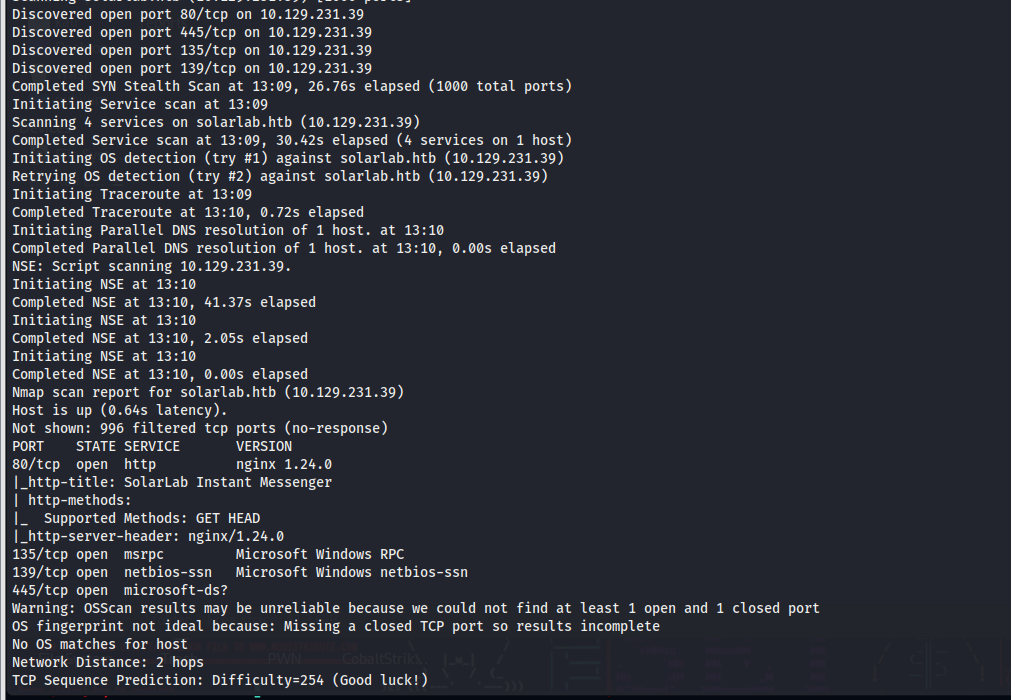 Discovered open port 80/tcp on 10.129.231.39
Discovered open port 445/tcp on 10.129.231.39
Discovered open port 135/tcp on 10.129.231.39
Discovered open port 139/tcp on 10.129.231.39
Completed SYN Stealth Scan at 13:09, 26.76s elapsed (1000 total ports)
Initiating Service scan at 13:09
Scanning 4 services on solarlab.htb (10.129.231.39)
Completed Service scan at 13:09, 30.42s elapsed (4 services on 1 host)
Initiating OS detection (try #1) against solarlab.htb (10.129.231.39)
Retrying OS detection (try #2) against solarlab.htb (10.129.231.39)
Initiating Traceroute at 13:09
Completed Traceroute at 13:10, 0.72s elapsed
Initiating Parallel DNS resolution of 1 host. at 13:10
Completed Parallel DNS resolution of 1 host. at 13:10, 0.00s elapsed
NSE: Script scanning 10.129.231.39.
Initiating NSE at 13:10
Completed NSE at 13:10, 41.37s elapsed
Initiating NSE at 13:10
Completed NSE at 13:10, 2.05s elapsed
Initiating NSE at 13:10
Completed NSE at 13:10, 0.00s elapsed
Nmap scan report for solarlab.htb (10.129.231.39)
Host is up (0.64s latency).
Not shown: 996 filtered tcp ports (no-response)
PORT    STATE SERVICE       VERSION
80/tcp  open  http          nginx 1.24.0
|_http-title: SolarLab Instant Messenger
| http-methods:
|_  Supported Methods: GET HEAD
|_http-server-header: nginx/1.24.0
135/tcp open  msrpc         Microsoft Windows RPC
139/tcp open  netbios-ssn   Microsoft Windows netbios-ssn
445/tcp open  microsoft-ds?
Warning: OSScan results may be unreliable because we could not find at least 1 open and 1 closed port
OS fingerprint not ideal because: Missing a closed TCP port so results incomplete
No OS matches for host
Network Distance: 2 hops
TCP Sequence Prediction: Difficulty=254 (Good luck!)